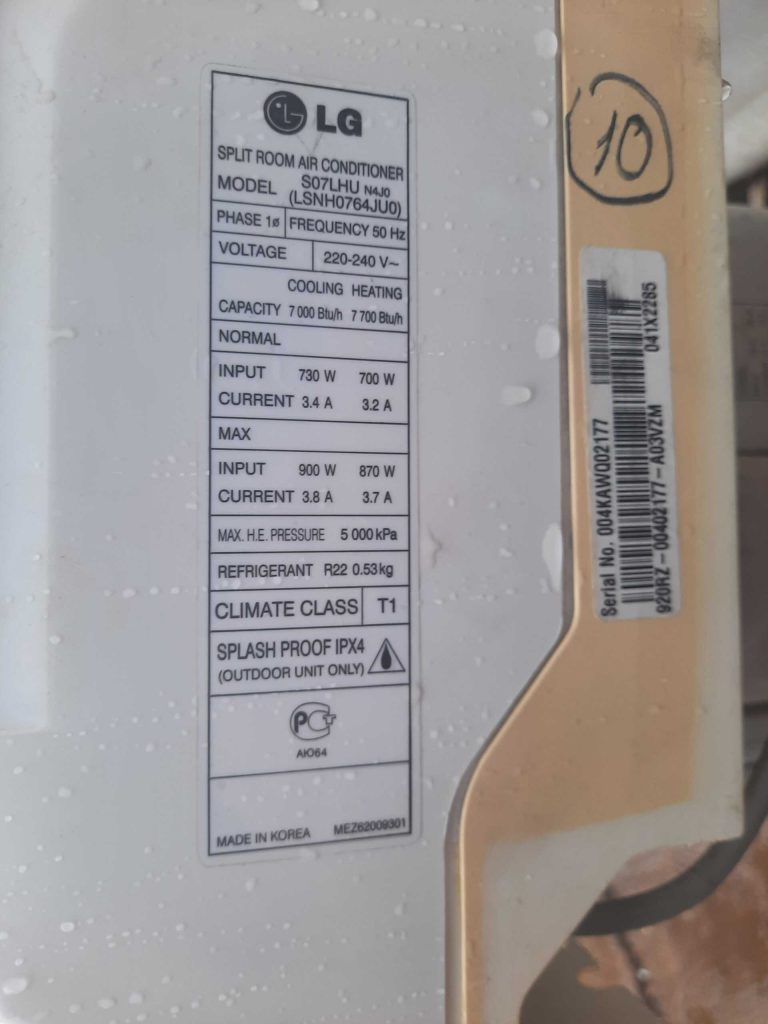 LG
SPLIT ROOM AIR CONDITIONER
MODEL S07LHU N4J0
(LSNH0764JU0)
PHASE 1ø FREQUENCY 50 Hz
VOLTAGE 220-240 V~
COOLING HEATING
CAPACITY 7 000 Btu/h 7 700 Btu/h
NORMAL
INPUT 730 W 700 W
CURRENT 3.4 A 3.2 A
MAX
INPUT 900 W 870 W
CURRENT 3.8 A 3.7 A
MAX. H.E. PRESSURE 5 000 kPa
REFRIGERANT R22 0.53kg
CLIMATE CLASS T1
SPLASH PROOF IPX4
(OUTDOOR UNIT ONLY)
РСТ
АЮ64
MADE IN KOREA MEZ62009301
10
041X2285
Serial No. 004KAWQ02177
920RZ-00402177-A03VZM